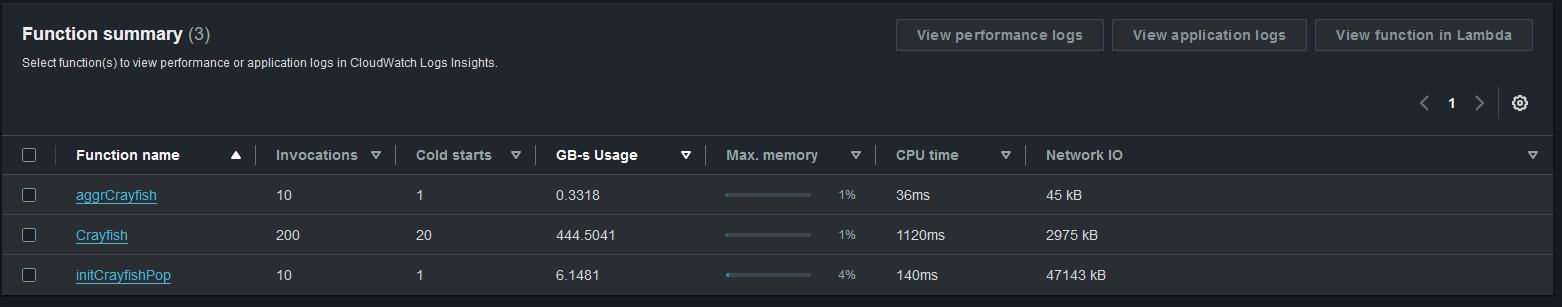 Function summary (3)
View performance logs View application logs View function in Lambda
Select function(s) to view performance or application logs in CloudWatch Logs Insights.
1
Function name Invocations Cold starts GB-s Usage Max. memory CPU time Network IO
aggrCrayfish 10 1 0.3318 1% 36ms 45 kB
Crayfish 200 20 444.5041 1% 1120ms 2975 kB
initCrayfishPop 10 1 6.1481 4% 140ms 47143 kB